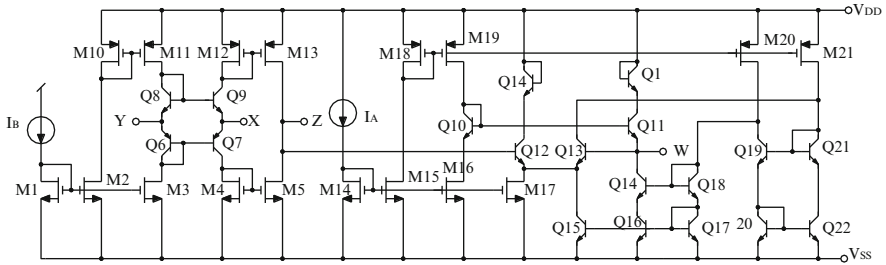 VDD
M10 M11 M12 M13 M18 M19 M20 M21
Q14 Q1
Q8 Q9
IB Y X Z IA
Q6 Q7 Q10 Q11
Q12 Q13 W Q19 Q21
M1 M2 M3 M4 M5 M14 M15 M16 M17 Q14 Q18
Q15 Q16 Q17 20 Q22
VSS